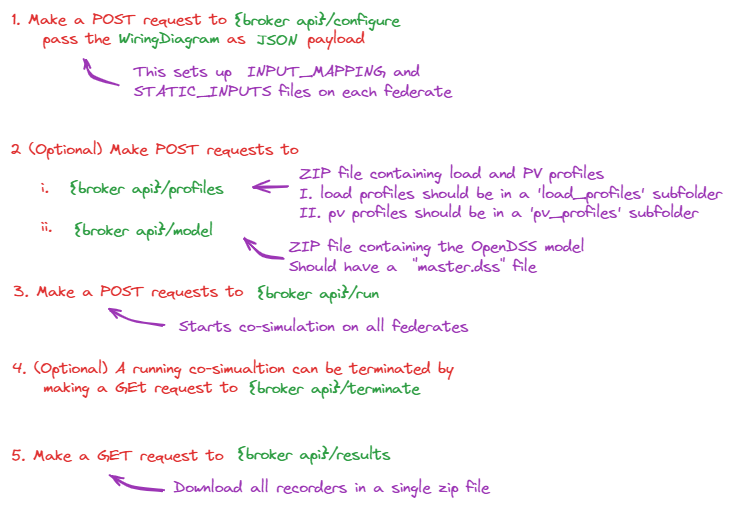 1. Make a POST request to {broker api}/configure
pass the WiringDiagram as JSON payload
This sets up INPUT_MAPPING and
STATIC_INPUTS files on each federate
2 (Optional) Make POST requests to
i. {broker api}/profiles
ZIP file containing load and PV profiles
I. load profiles should be in a 'load_profiles' subfolder
II. pv profiles should be in a 'pv_profiles' subfolder
ii. {broker api}/model
ZIP file containing the OpenDSS model
Should have a "master.dss" file
3. Make a POST requests to {broker api}/run
Starts co-simulation on all federates
4. (Optional) A running co-simualtion can be terminated by
making a GEt request to {broker api}/terminate
5. Make a GET request to {broker api}/results
Download all recorders in a single zip file